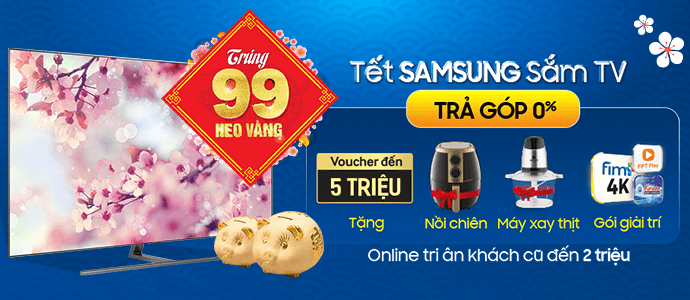 Trúng
99
HEO VÀNG
Tết SAMSUNG Sắm TV
TRẢ GÓP 0%
Voucher đến
5 TRIỆU
Tặng
Nồi chiên
Máy xay thịt
FPT Play
fim+
4K
Gói giải trí
Online tri ân khách cũ đến 2 triệu